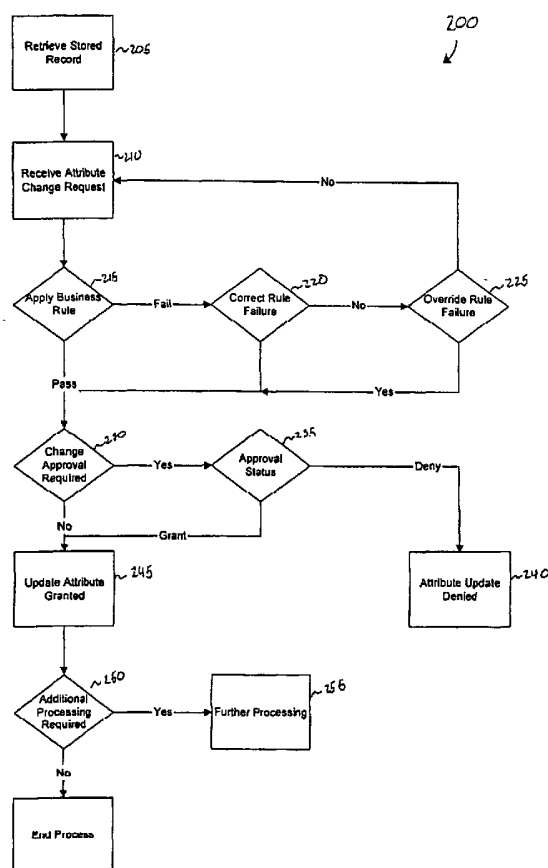 200
Retrieve Stored
Record
205
Receive Attribute
Change Request
210
No
Apply Business
Rule
215
Fail
Correct Rule
Failure
220
No
Override Rule
Failure
225
Pass
Yes
Change
Approval
Required
230
Yes
Approval
Status
235
Deny
No
Grant
Update Attribute
Granted
245
Attribute Update
Denied
240
Additional
Processing
Required
250
Yes
Further Processing
255
No
End Process